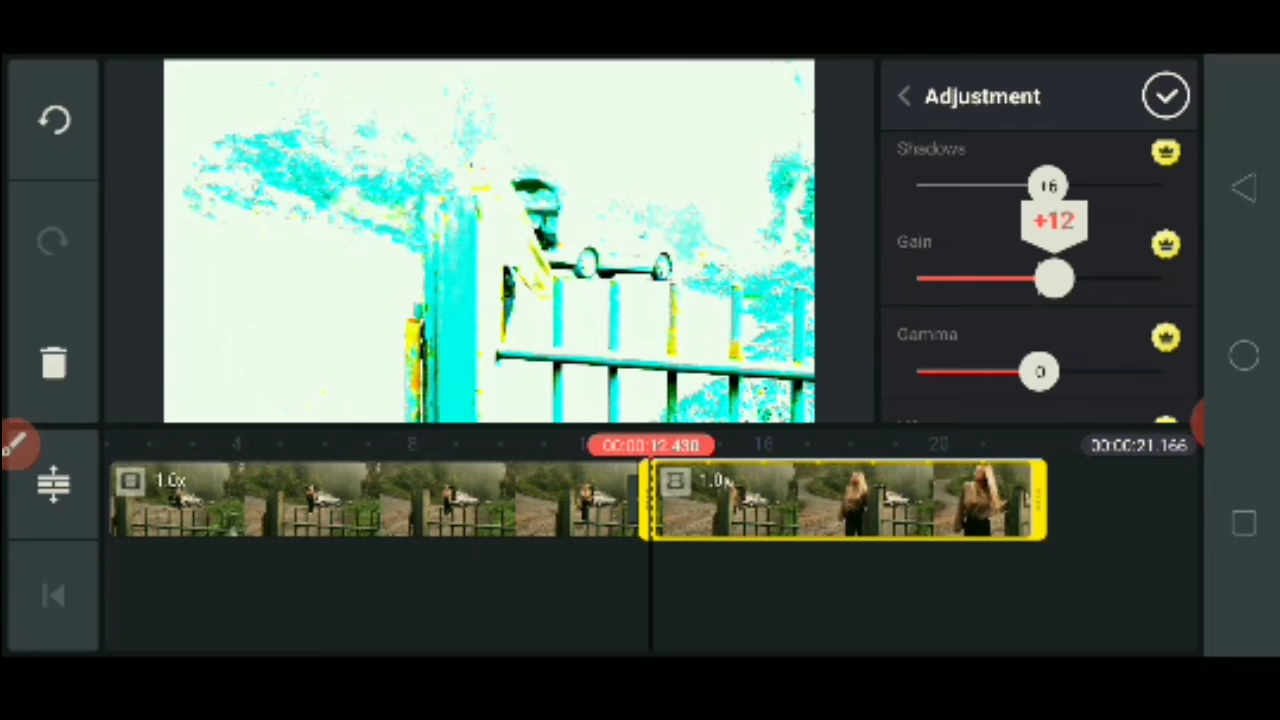 Adjustment
Shadows
+6
+12
Gain
Gamma
0
4
8
00:00:12.430
16
20
00:00:21.166
1.0x
1.0x